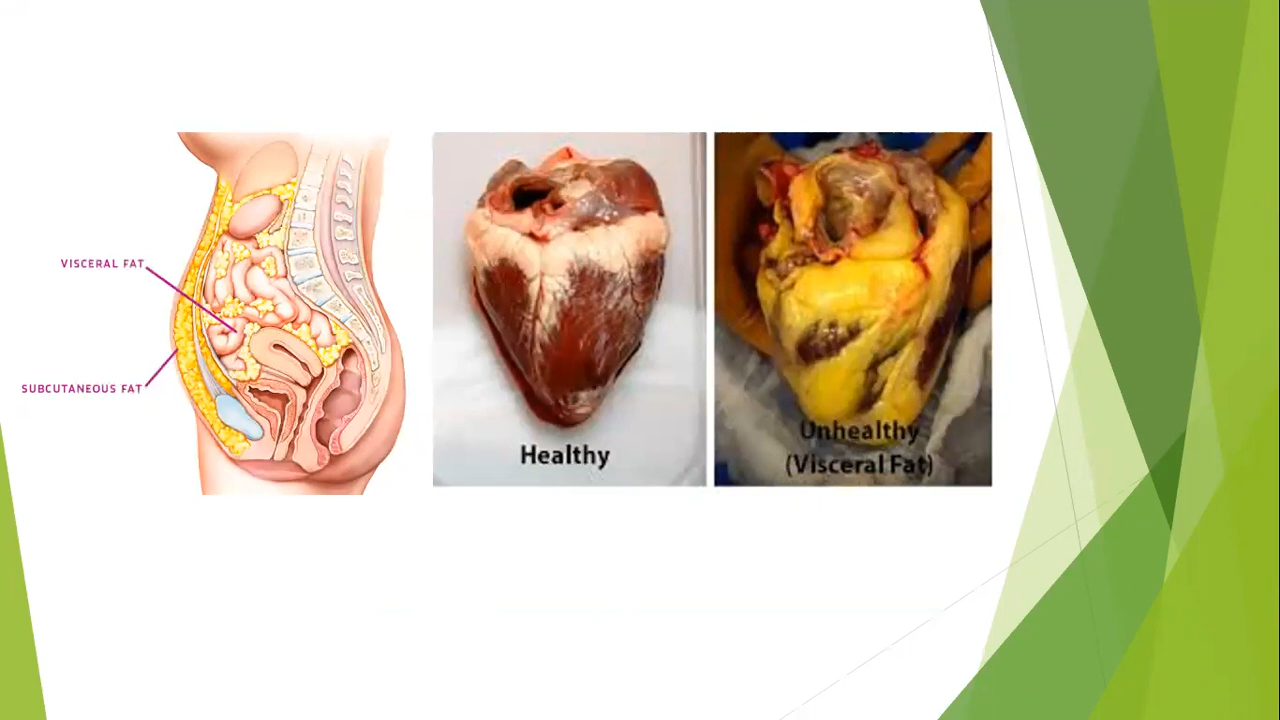 VISCERAL FAT
SUBCUTANEOUS FAT
Healthy
Unhealthy
(Visceral Fat)